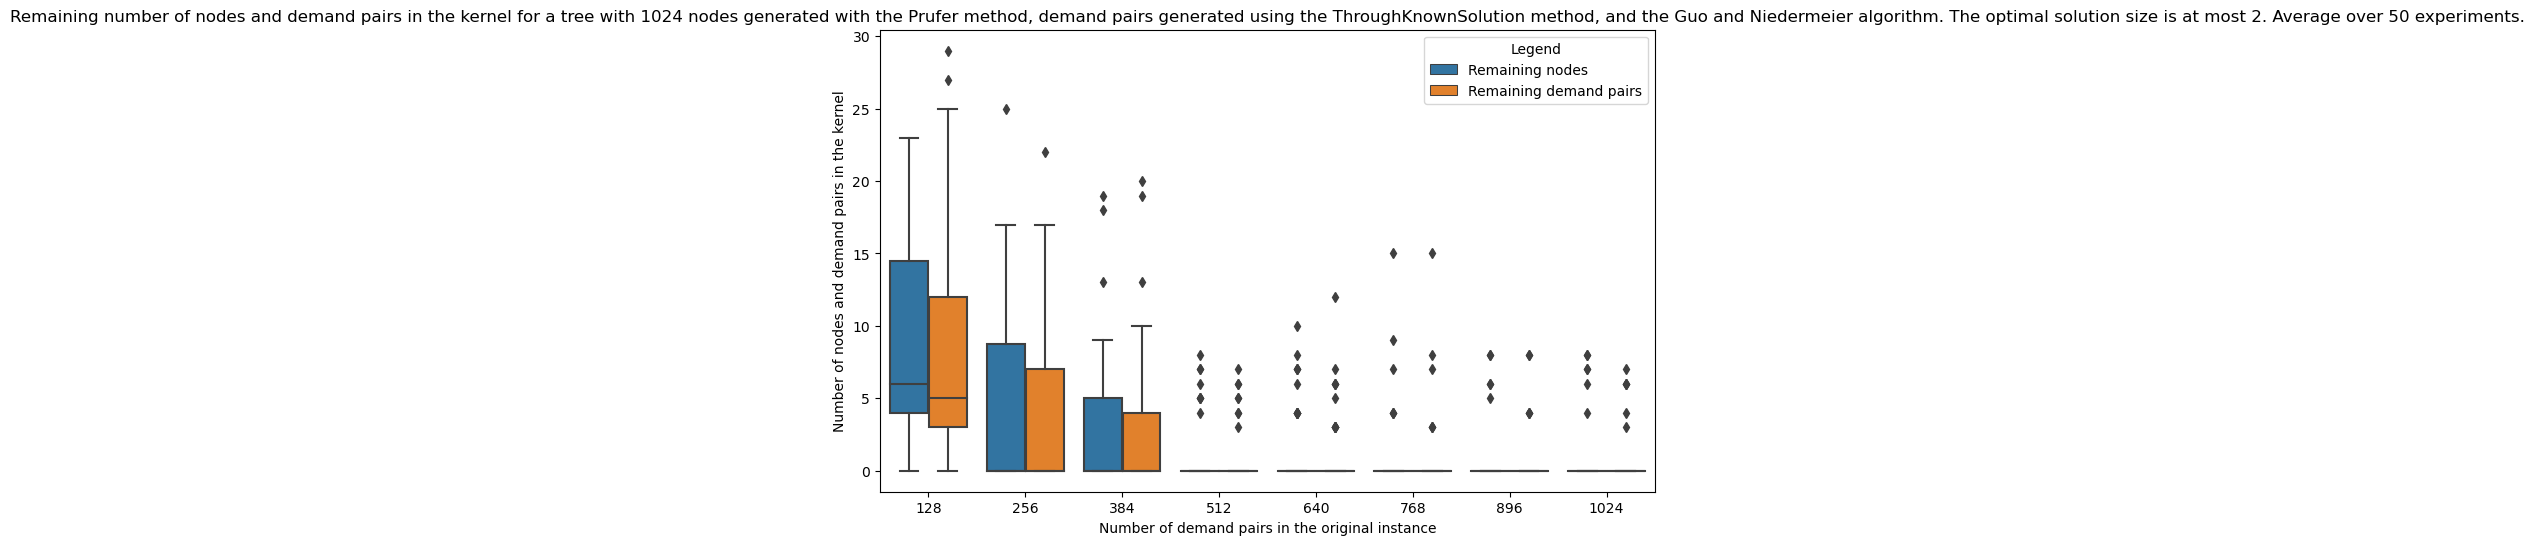 Remaining number of nodes and demand pairs in the kernel for a tree with 1024 nodes generated with the Prufer method, demand pairs generated using the ThroughKnownSolution method, and the Guo and Niedermeier algorithm. The optimal solution size is at most 2. Average over 50 experiments.
Legend
Remaining nodes
Remaining demand pairs
Number of nodes and demand pairs in the kernel
30
25
20
15
10
5
0
128 256 384 512 640 768 896 1024
Number of demand pairs in the original instance